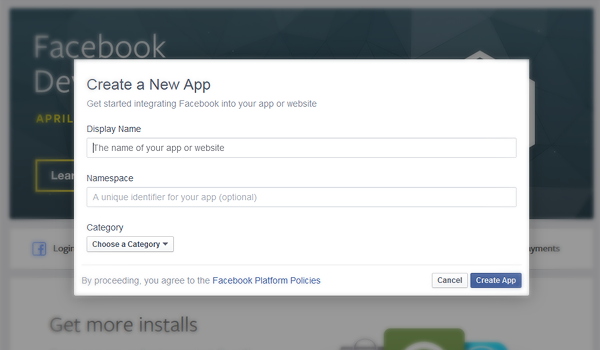 Facebook
De
APRIL
Create a New App
Get started integrating Facebook into your app or website
Display Name
The name of your app or website
Lear
Namespace
A unique identifier for your app (optional)
Category
Choose a Category
Login
yments
By proceeding, you agree to the Facebook Platform Policies
Cancel
Create App
Get more installs